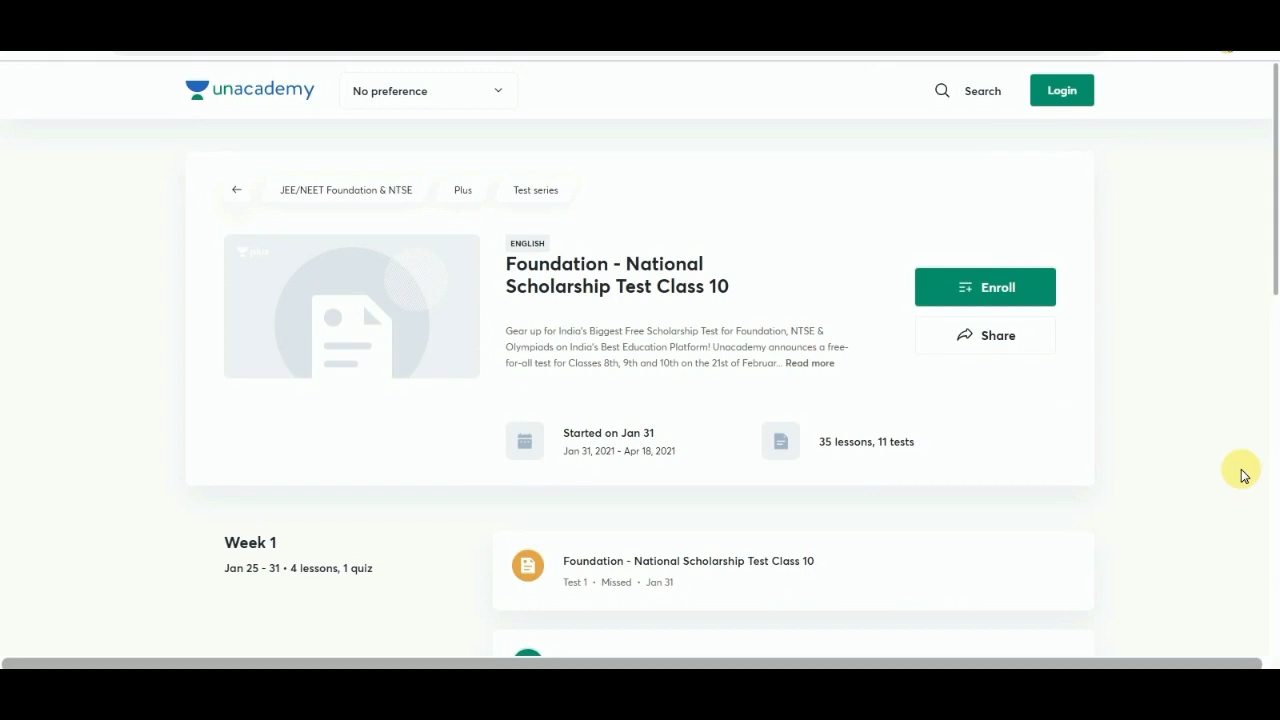 unacademy
No preference
Search
Login
JEE/NEET Foundation & NTSE
Plus
Test series
ENGLISH
Foundation - National
Scholarship Test Class 10
Enroll
Gear up for India's Biggest Free Scholarship Test for Foundation, NTSE &
Olympiads on India's Best Education Platform! Unacademy announces a free-
for-all test for Classes 8th, 9th and 10th on the 21st of Februar... Read more
Share
Started on Jan 31
Jan 31, 2021 - Apr 18, 2021
35 lessons, 11 tests
Week 1
Jan 25 - 31 • 4 lessons, 1 quiz
Foundation - National Scholarship Test Class 10
Test 1 • Missed • Jan 31